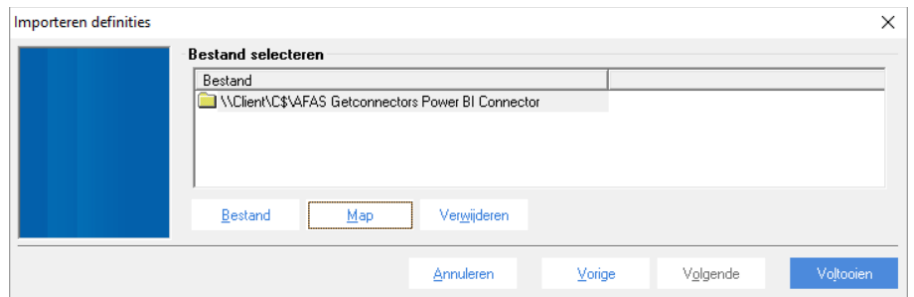 Importeren definities
Bestand selecteren
Bestand
\\Client\C$\AFAS Getconnectors Power BI Connector
Bestand Map Verwijderen
Annuleren Vorige Volgende Voltooien